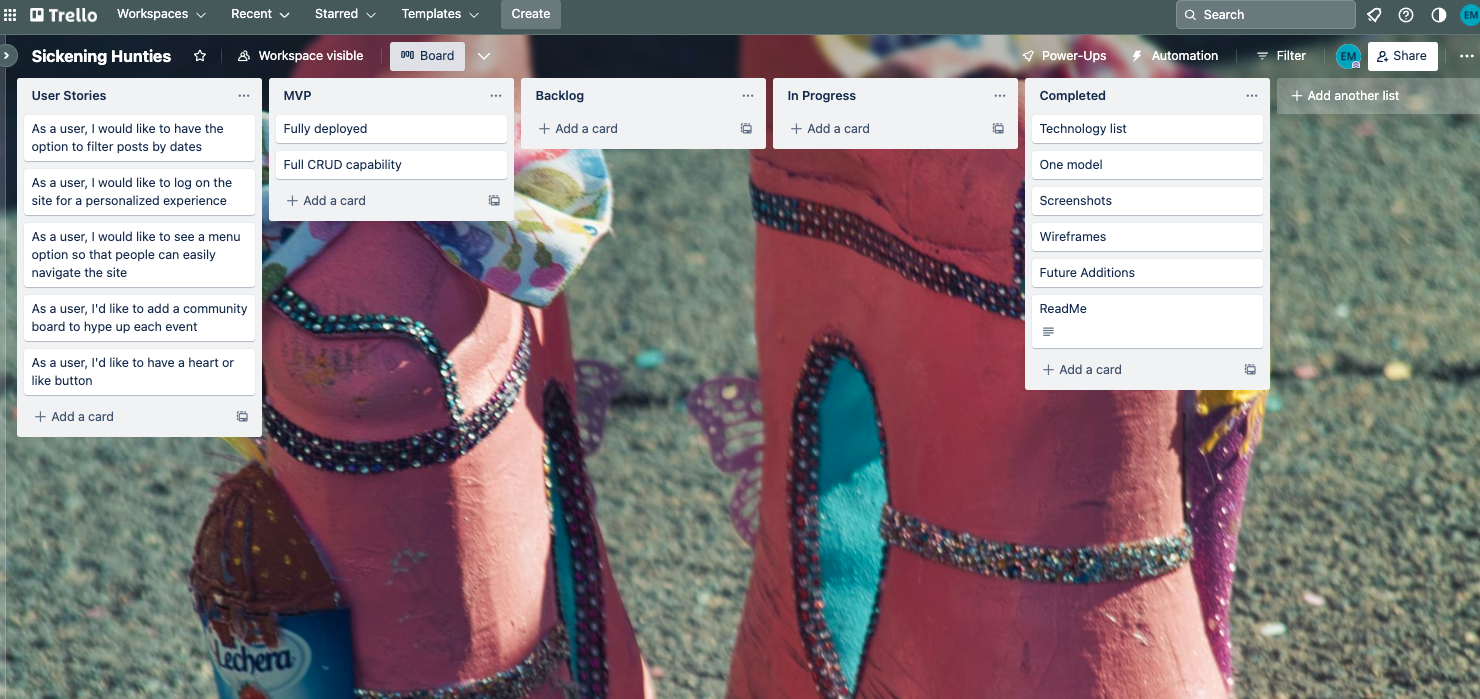 Trello
Workspaces
Recent
Starred
Templates
Create
Search
EM
Sickening Hunties
Workspace visible
Board
Power-Ups
Automation
Filter
EM
Share
User Stories
As a user, I would like to have the
option to filter posts by dates
As a user, I would like to log on the
site for a personalized experience
As a user, I would like to see a menu
option so that people can easily
navigate the site
As a user, I'd like to add a community
board to hype up each event
As a user, I'd like to have a heart or
like button
+ Add a card
MVP
Fully deployed
Full CRUD capability
+ Add a card
Backlog
+ Add a card
In Progress
+ Add a card
Completed
Technology list
One model
Screenshots
Wireframes
Future Additions
ReadMe
+ Add a card
+ Add another list
Lechera